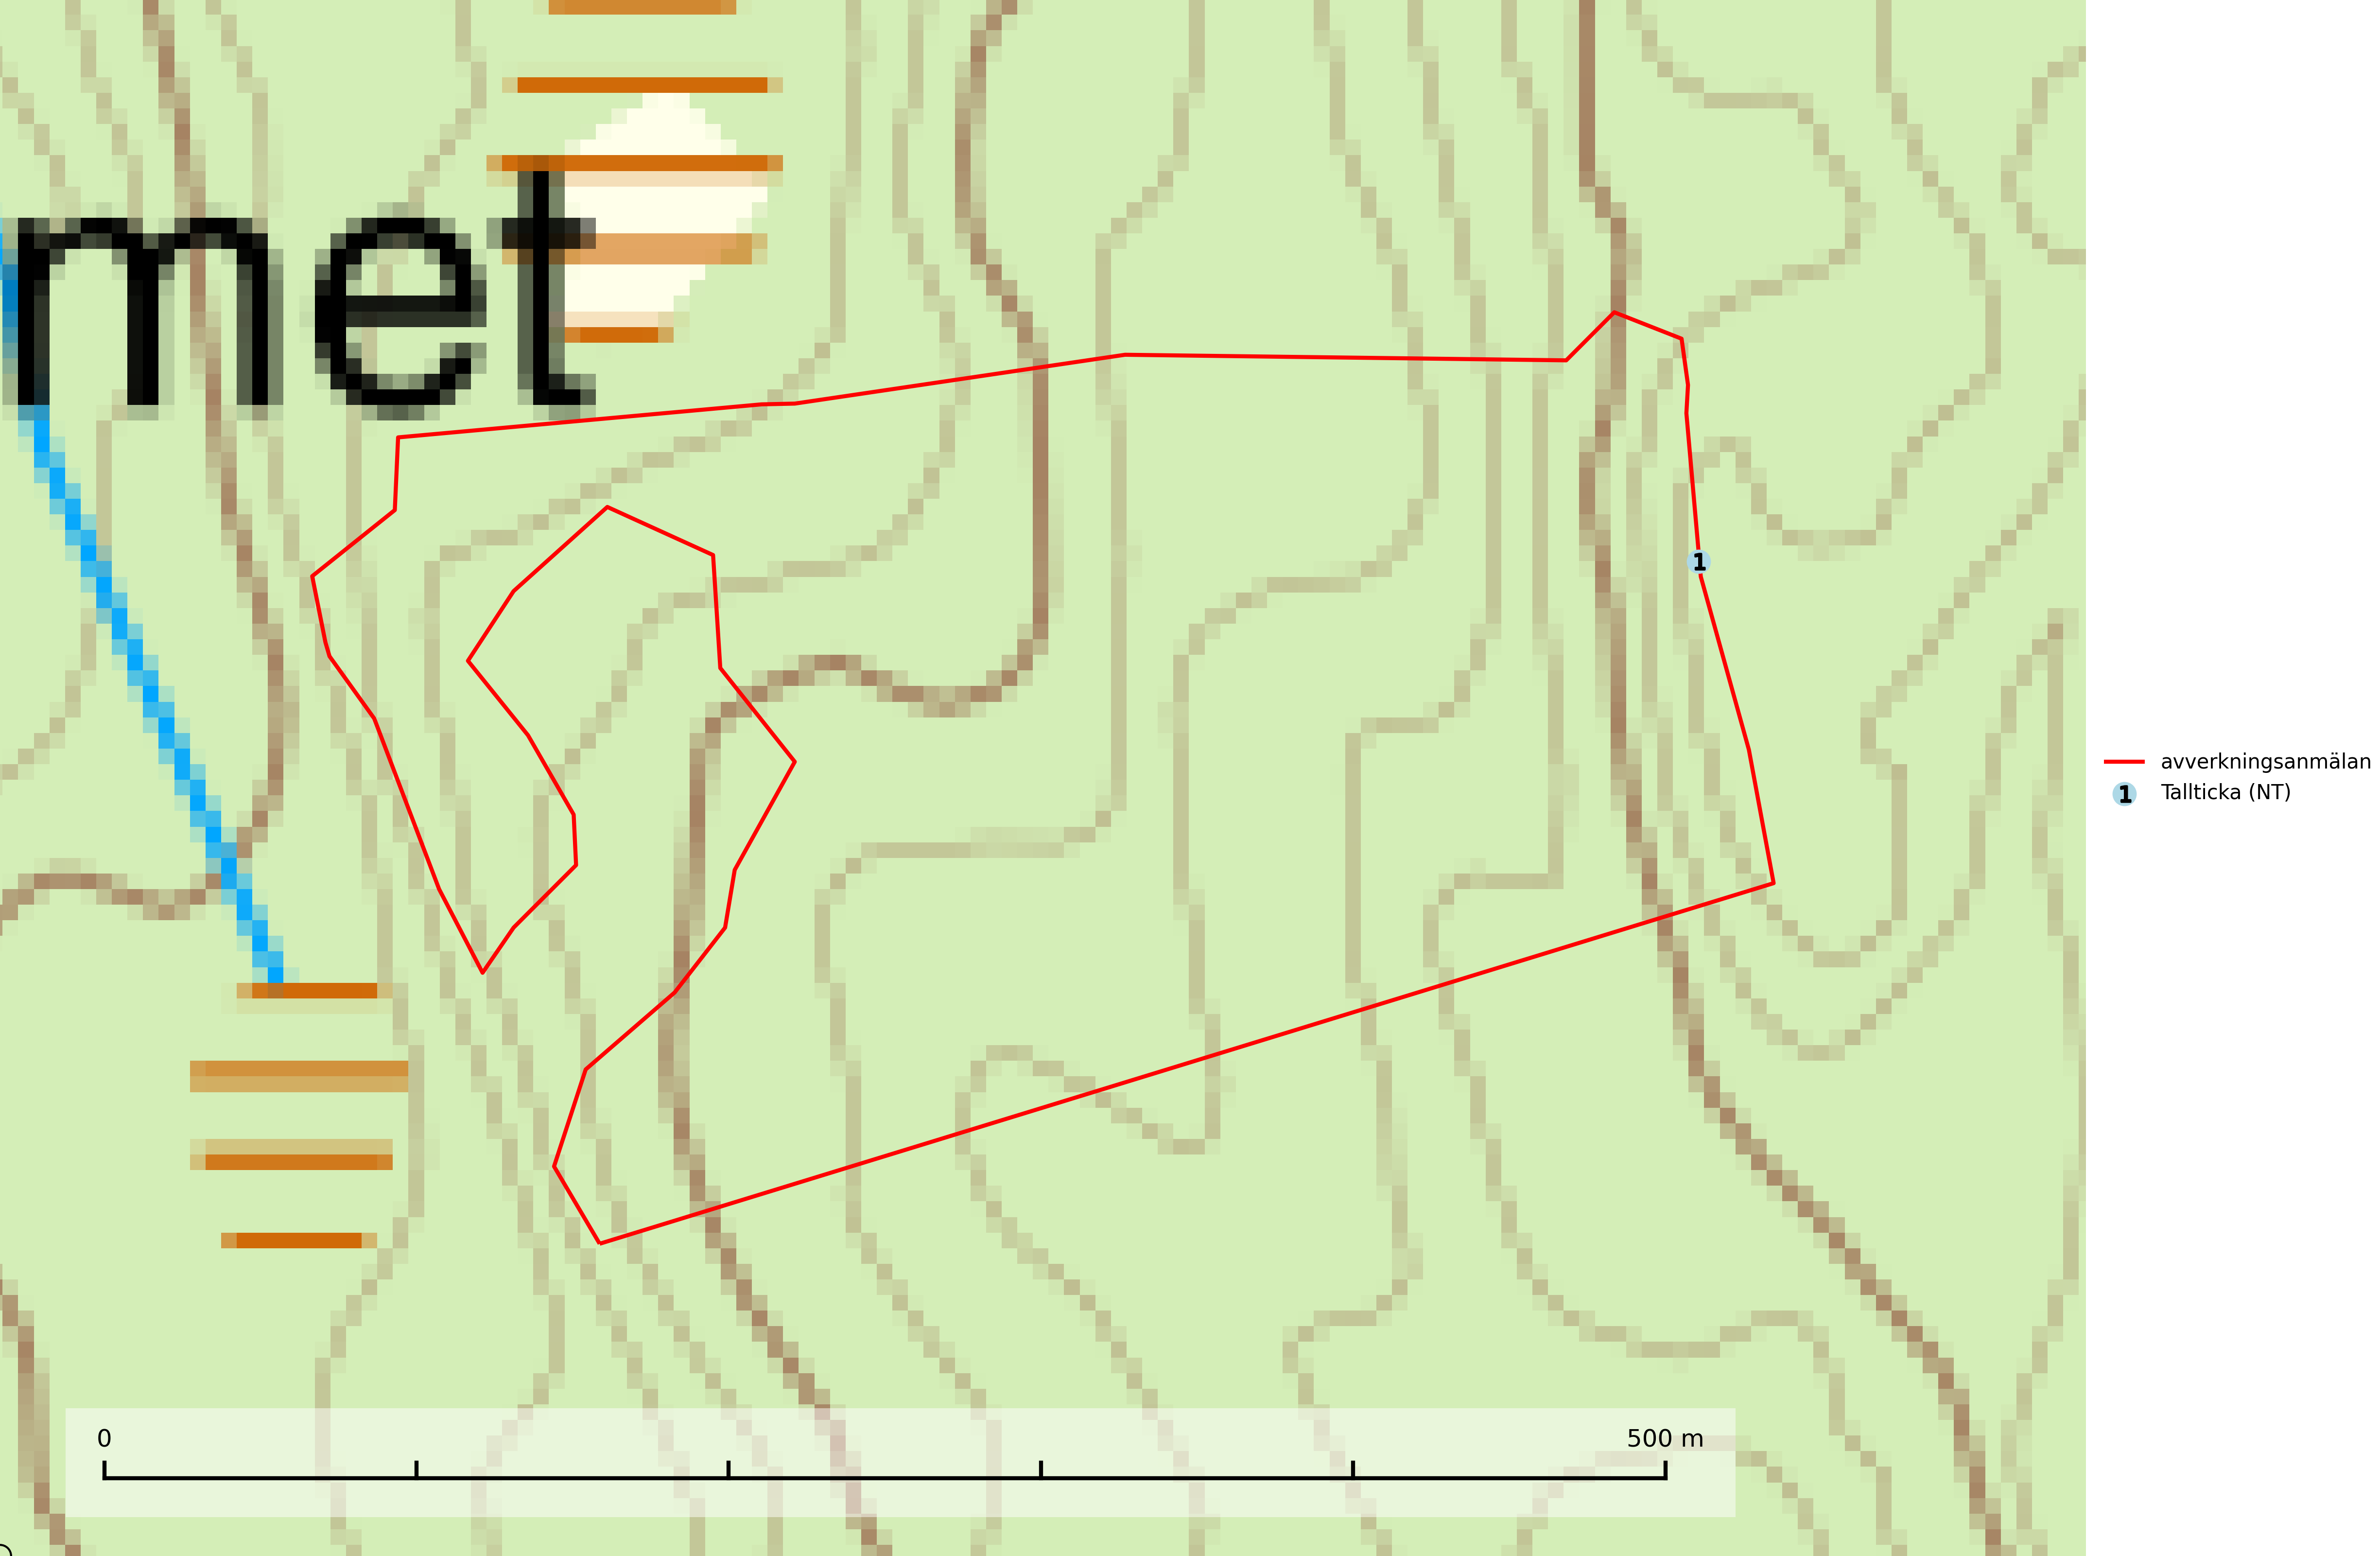 met
1
avverkningsanmälan
1 Tallticka (NT)
0 500 m